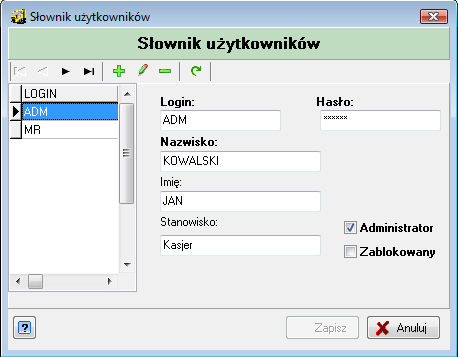 Słownik użytkowników
Słownik użytkowników
LOGIN
ADM
MR
Login:
Hasło:
ADM
******
Nazwisko:
KOWALSKI
Imię:
JAN
Stanowisko:
Kasjer
Administrator
Zablokowany
?
Zapisz
Anuluj